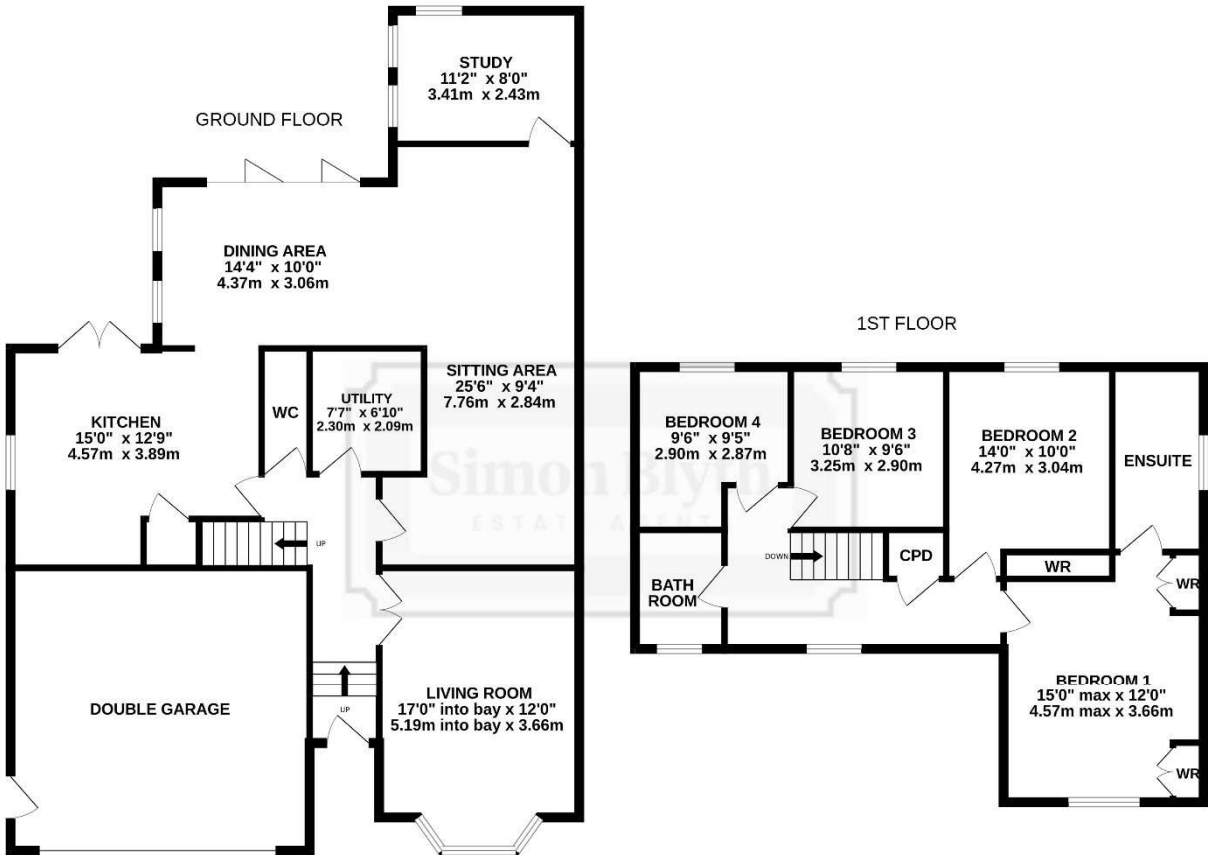 STUDY
11'2" x 8'0"
3.41m x 2.43m
GROUND FLOOR
DINING AREA
14'4" x 10'0"
4.37m x 3.06m
KITCHEN
15'0" x 12'9"
4.57m x 3.89m
WC
UTILITY
7'7" x 6'10"
2.30m x 2.09m
SITTING AREA
25'6" x 9'4"
7.76m x 2.84m
UP
DOUBLE GARAGE
UP
LIVING ROOM
17'0" into bay x 12'0"
5.19m into bay x 3.66m
Simon Blyth
ESTATE AGENTS
1ST FLOOR
BEDROOM 4
9'6" x 9'5"
2.90m x 2.87m
BEDROOM 3
10'8" x 9'6"
3.25m x 2.90m
BEDROOM 2
14'0" x 10'0"
4.27m x 3.04m
ENSUITE
DOWN
CPD
WR
WR
BATH
ROOM
BEDROOM 1
15'0" max x 12'0"
4.57m max x 3.66m
WR